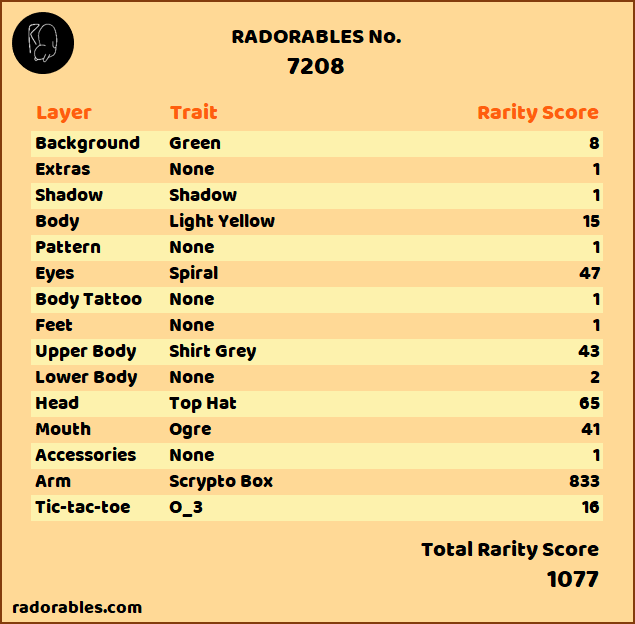 RADORABLES No.
7208
Layer Trait Rarity Score
Background Green 8
Extras None 1
Shadow Shadow 1
Body Light Yellow 15
Pattern None 1
Eyes Spiral 47
Body Tattoo None 1
Feet None 1
Upper Body Shirt Grey 43
Lower Body None 2
Head Top Hat 65
Mouth Ogre 41
Accessories None 1
Arm Scrypto Box 833
Tic-tac-toe O_3 16
Total Rarity Score
1077
radorables.com